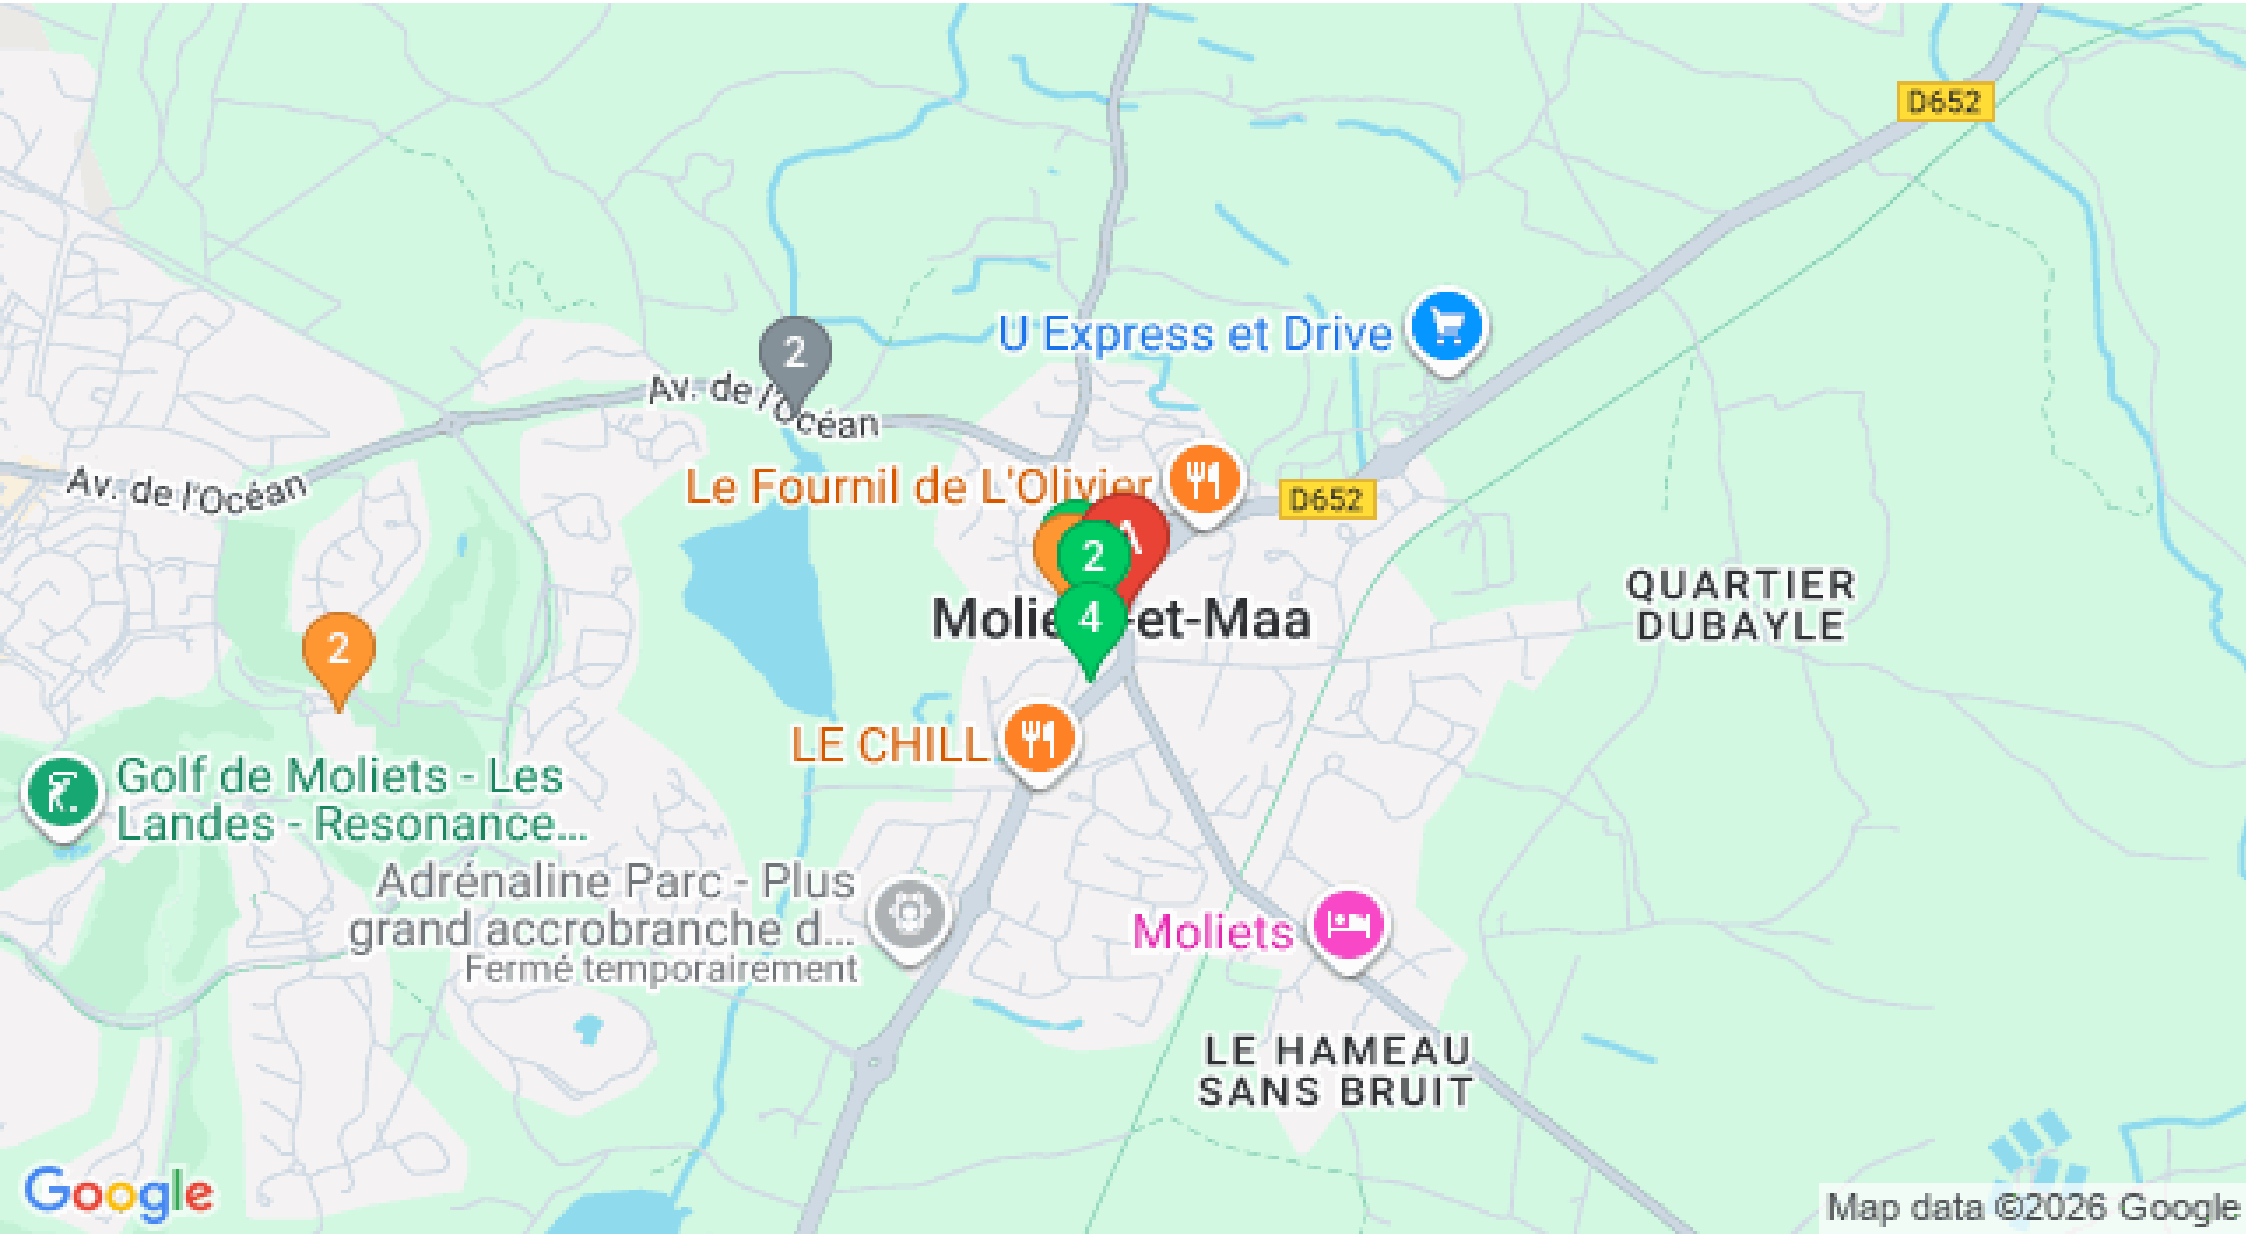 D652
U Express et Drive
2
Av. de l'Océan
Le Fournil de L'Olivier
Av. de l'Océan
D652
2
QUARTIER
DUBAYLE
4
-et-Maa
2
LE CHILL
Golf de Moliets - Les
Landes - Resonance...
Adrénaline Parc - Plus
grand accrobranche d...
Fermé temporairement
Moliets
LE HAMEAU
SANS BRUIT
Google
Map data ©2026 Google